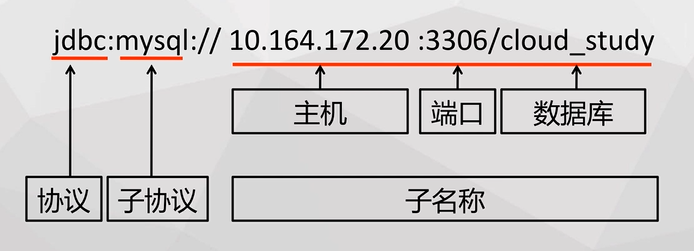 jdbc:mysql:// 10.164.172.20 :3306/cloud_study
主机 端口 数据库
协议 子协议 子名称